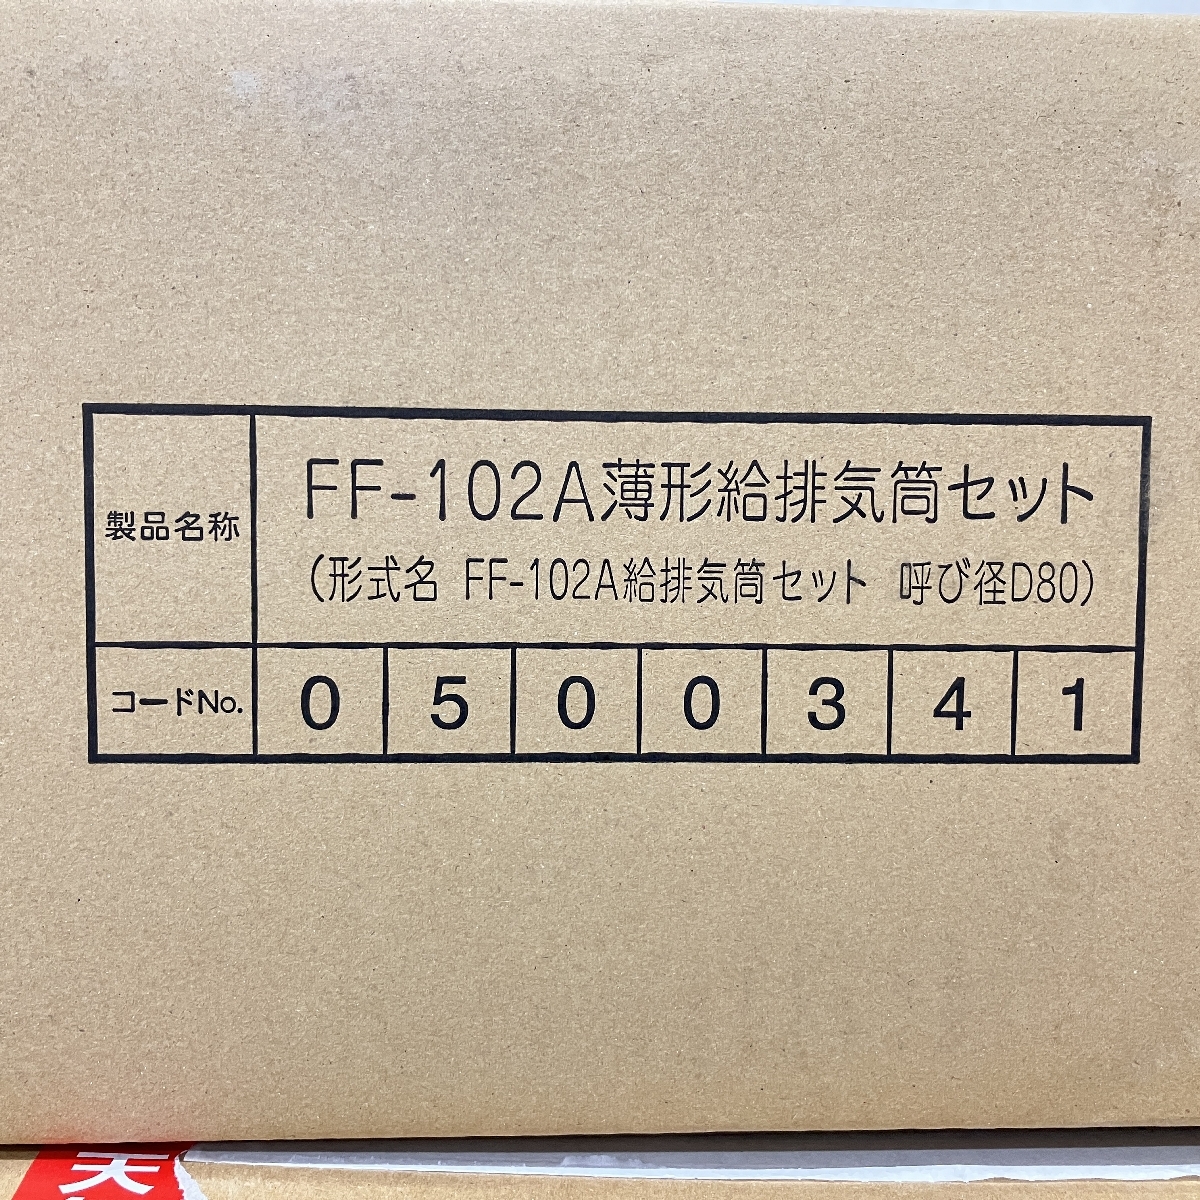 製品名称
FF-102A薄形給排気筒セット
(形式名 FF-102A給排気筒セット 呼び径D80)
コードNo. 0 5 0 0 3 4 1
天